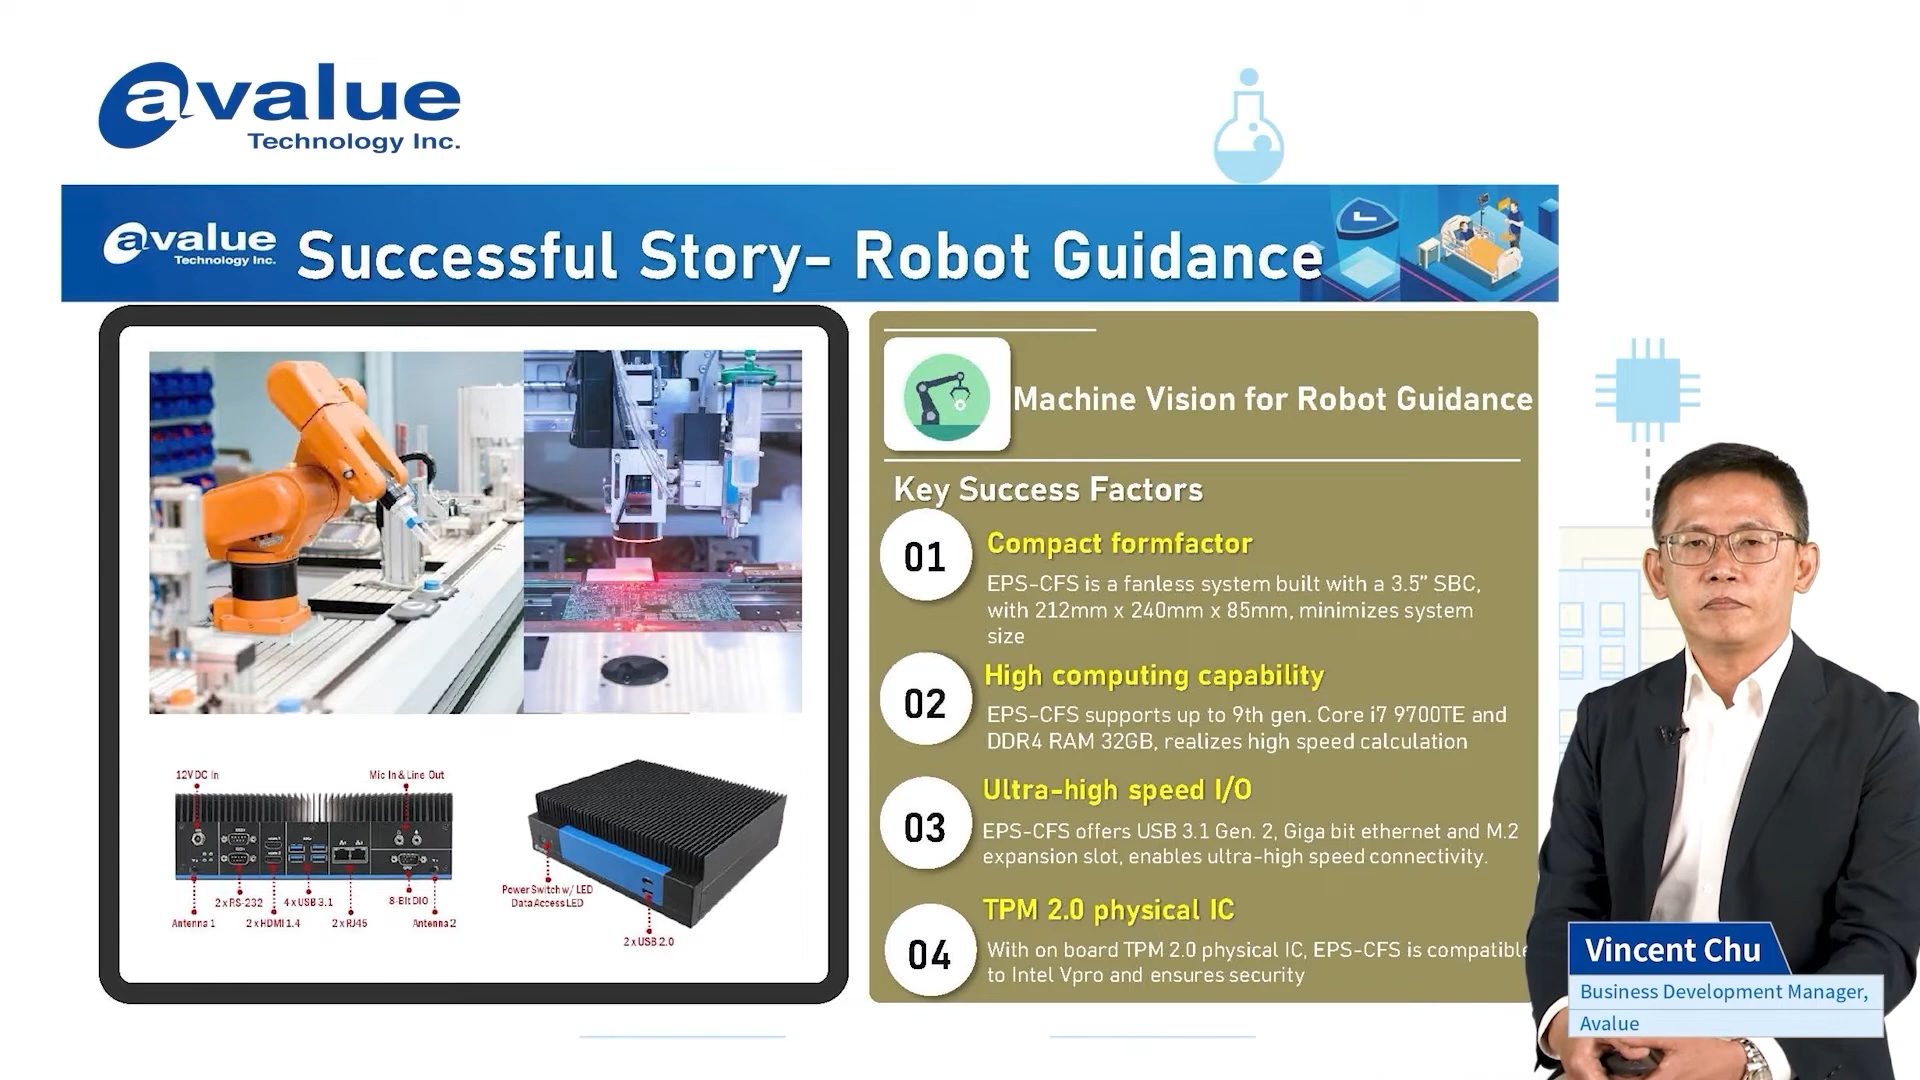 avalue
Technology Inc.
avalue
Technology Inc.
Successful Story- Robot Guidance
12V DC In
Mic In & Line Out
2 x RS-232
4 x USB 3.1
8-Bit DIO
Antenna 1
2 x HDMI 1.4
2 x RJ45
Antenna 2
Power Switch w/ LED
Data Access LED
2 x USB 2.0
Machine Vision for Robot Guidance
Key Success Factors
01
Compact formfactor
EPS-CFS is a fanless system built with a 3.5” SBC,
with 212mm x 240mm x 85mm, minimizes system
size
02
High computing capability
EPS-CFS supports up to 9th gen. Core i7 9700TE and
DDR4 RAM 32GB, realizes high speed calculation
03
Ultra-high speed I/O
EPS-CFS offers USB 3.1 Gen. 2, Giga bit ethernet and M.2
expansion slot, enables ultra-high speed connectivity.
04
TPM 2.0 physical IC
With on board TPM 2.0 physical IC, EPS-CFS is compatible
to Intel Vpro and ensures security
Vincent Chu
Business Development Manager,
Avalue